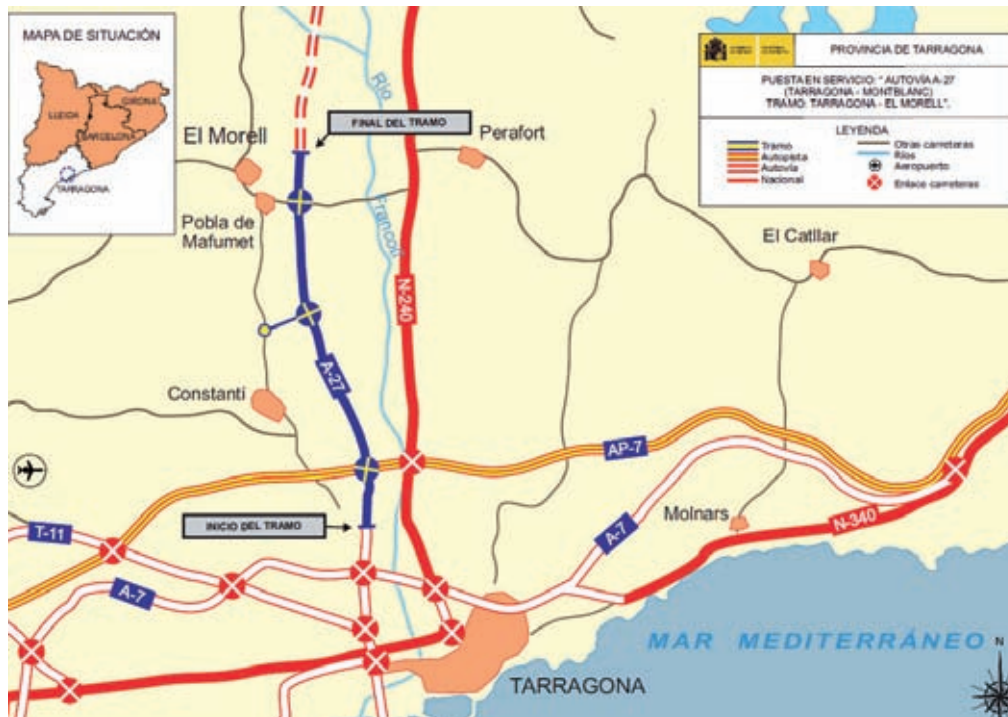 MAPA DE SITUACIÓN
LLEIDA
GIRONA
BARCELONA
TARRAGONA
PROVINCIA DE TARRAGONA
PUESTA EN SERVICIO: "AUTOVÍA A-27
(TARRAGONA - MONTBLANC)
TRAMO: TARRAGONA - EL MORELL".
LEYENDA
Tramo
Autopista
Autovía
Nacional
Otras carreteras
Ríos
Aeropuerto
Enlace carreteras
FINAL DEL TRAMO
El Morell
Perafort
Río
Francolí
Pobla de
Mafumet
El Catllar
N-240
A-27
Constantí
AP-7
INICIO DEL TRAMO
T-11
A-7
Molnars
A-7
N-340
MAR MEDITERRÁNEO
N
TARRAGONA